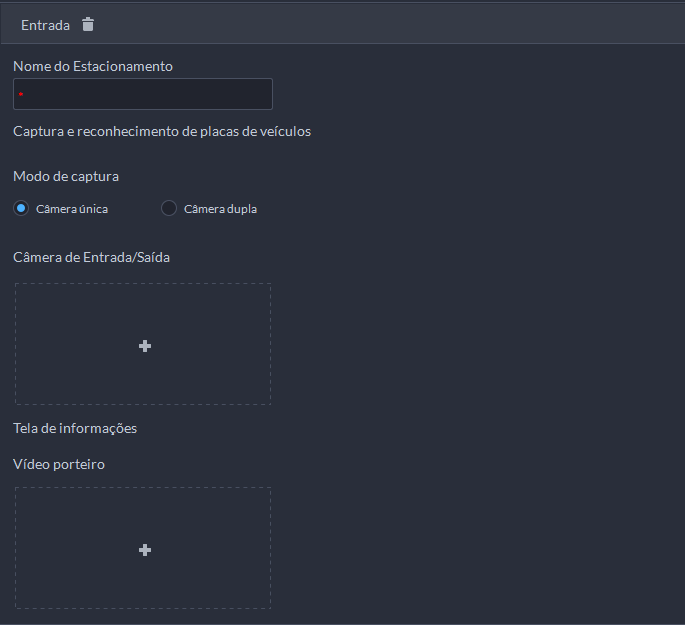 Entrada
Nome do Estacionamento
Captura e reconhecimento de placas de veículos
Modo de captura
Câmera única
Câmera dupla
Câmera de Entrada/Saída
Tela de informações
Vídeo porteiro